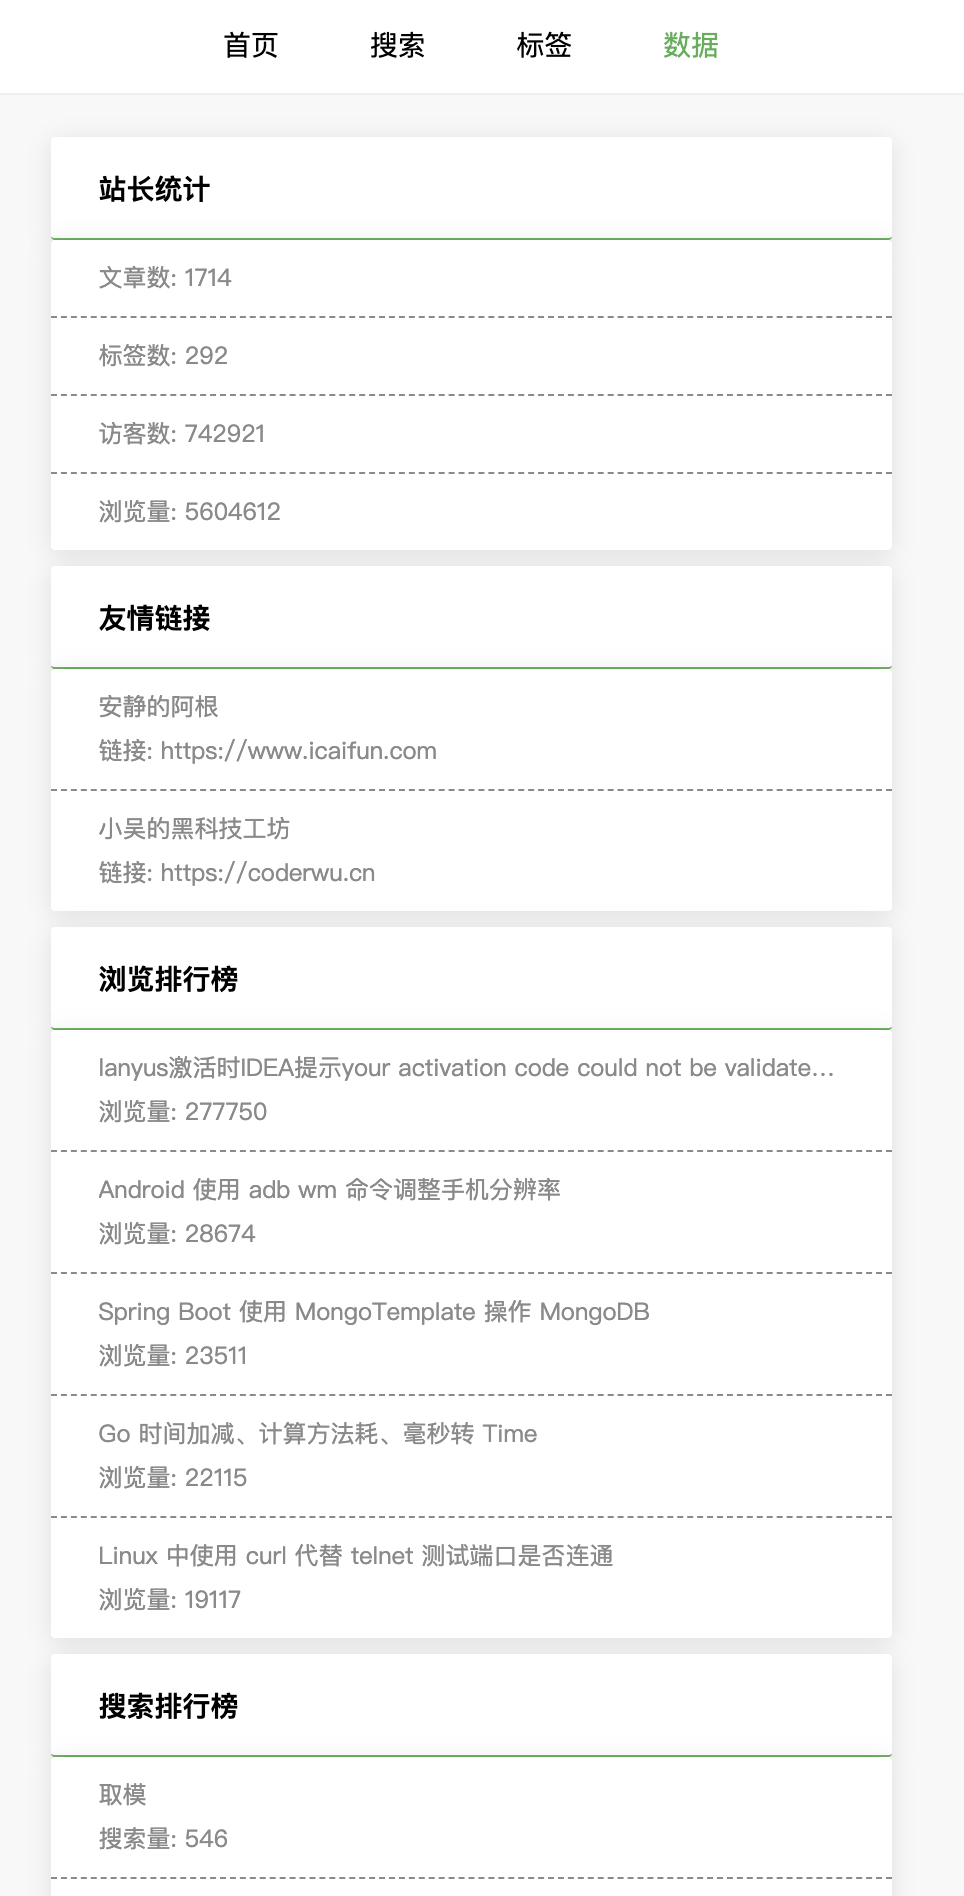 首页 搜索 标签 数据
站长统计
文章数: 1714
标签数: 292
访客数: 742921
浏览量: 5604612
友情链接
安静的阿根
链接: https://www.icaifun.com
小吴的黑科技工坊
链接: https://coderwu.cn
浏览排行榜
lanyus激活时IDEA提示your activation code could not be validate...
浏览量: 277750
Android 使用 adb wm 命令调整手机分辨率
浏览量: 28674
Spring Boot 使用 MongoTemplate 操作 MongoDB
浏览量: 23511
Go 时间加减、计算方法耗、毫秒转 Time
浏览量: 22115
Linux 中使用 curl 代替 telnet 测试端口是否连通
浏览量: 19117
搜索排行榜
取模
搜索量: 546